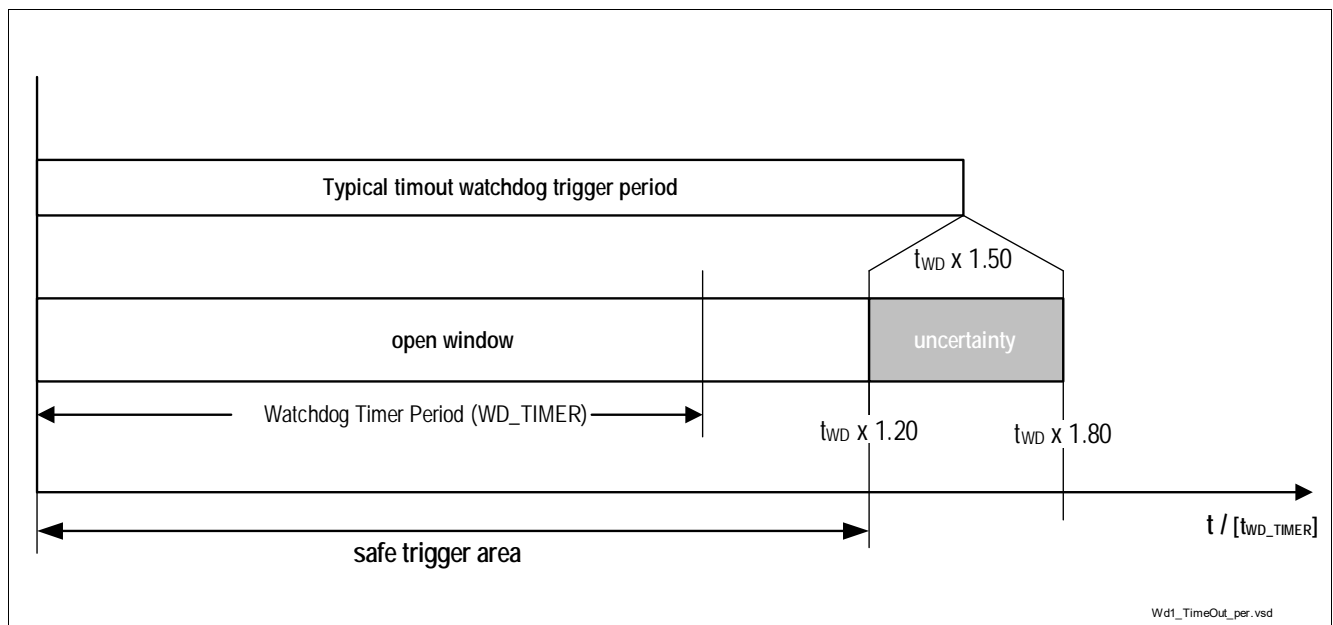 Typical timout watchdog trigger period
tWD x 1.50
open window
uncertainty
Watchdog Timer Period (WD_TIMER)
tWD x 1.20
tWD x 1.80
t / [tWD_TIMER]
safe trigger area
Wd1_TimeOut_per.vsd